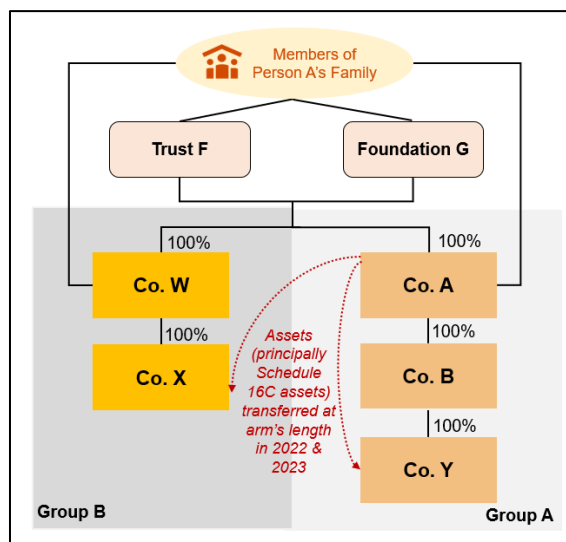 Members of
Person A's Family
Trust F
Foundation G
100%
100%
Co. W
Co. A
100%
100%
Co. X
Assets
(principally
Schedule
16C assets)
transferred at
arm's length
in 2022 &
2023
Co. B
100%
Co. Y
Group B
Group A